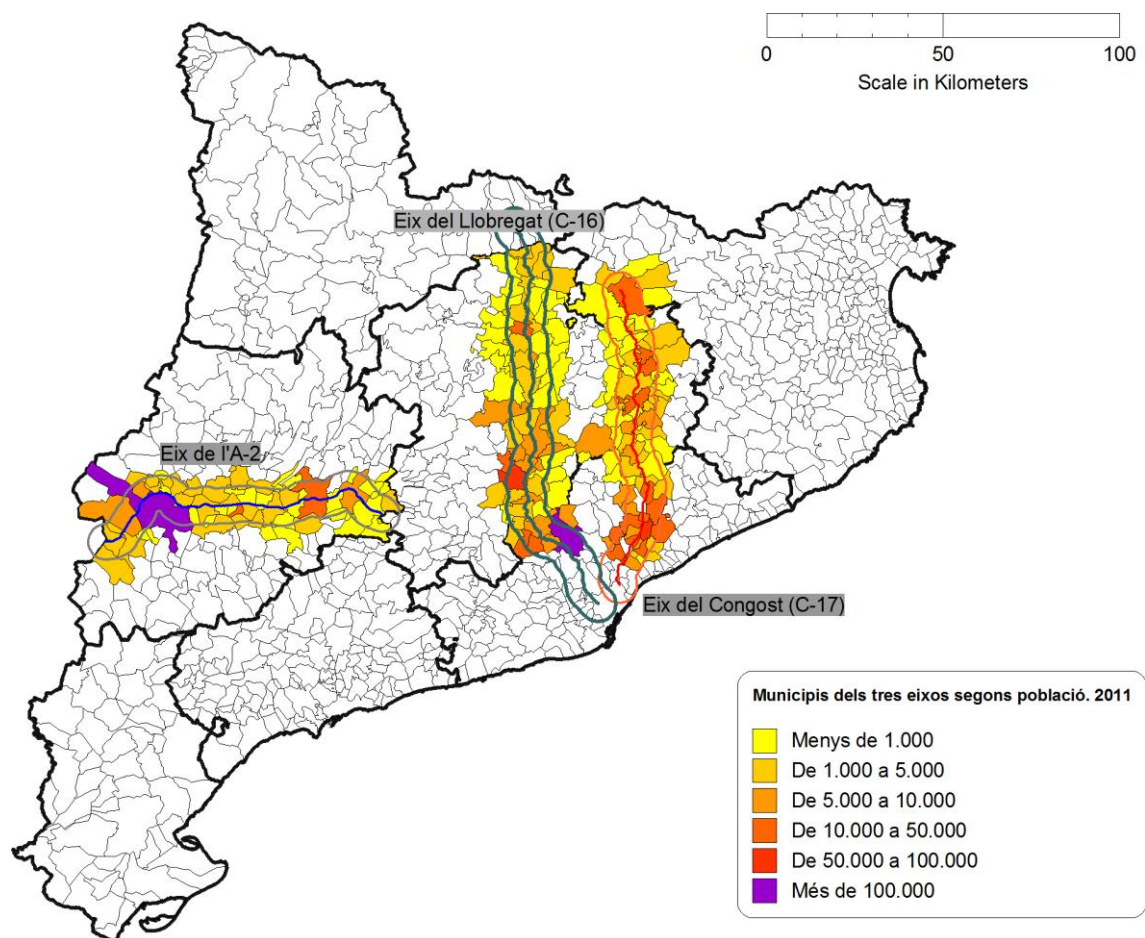 0 50 100
Scale in Kilometers
Eix del Llobregat (C-16)
Eix de l'A-2
Eix del Congost (C-17)
Municipis dels tres eixos segons població. 2011
Menys de 1.000
De 1.000 a 5.000
De 5.000 a 10.000
De 10.000 a 50.000
De 50.000 a 100.000
Més de 100.000